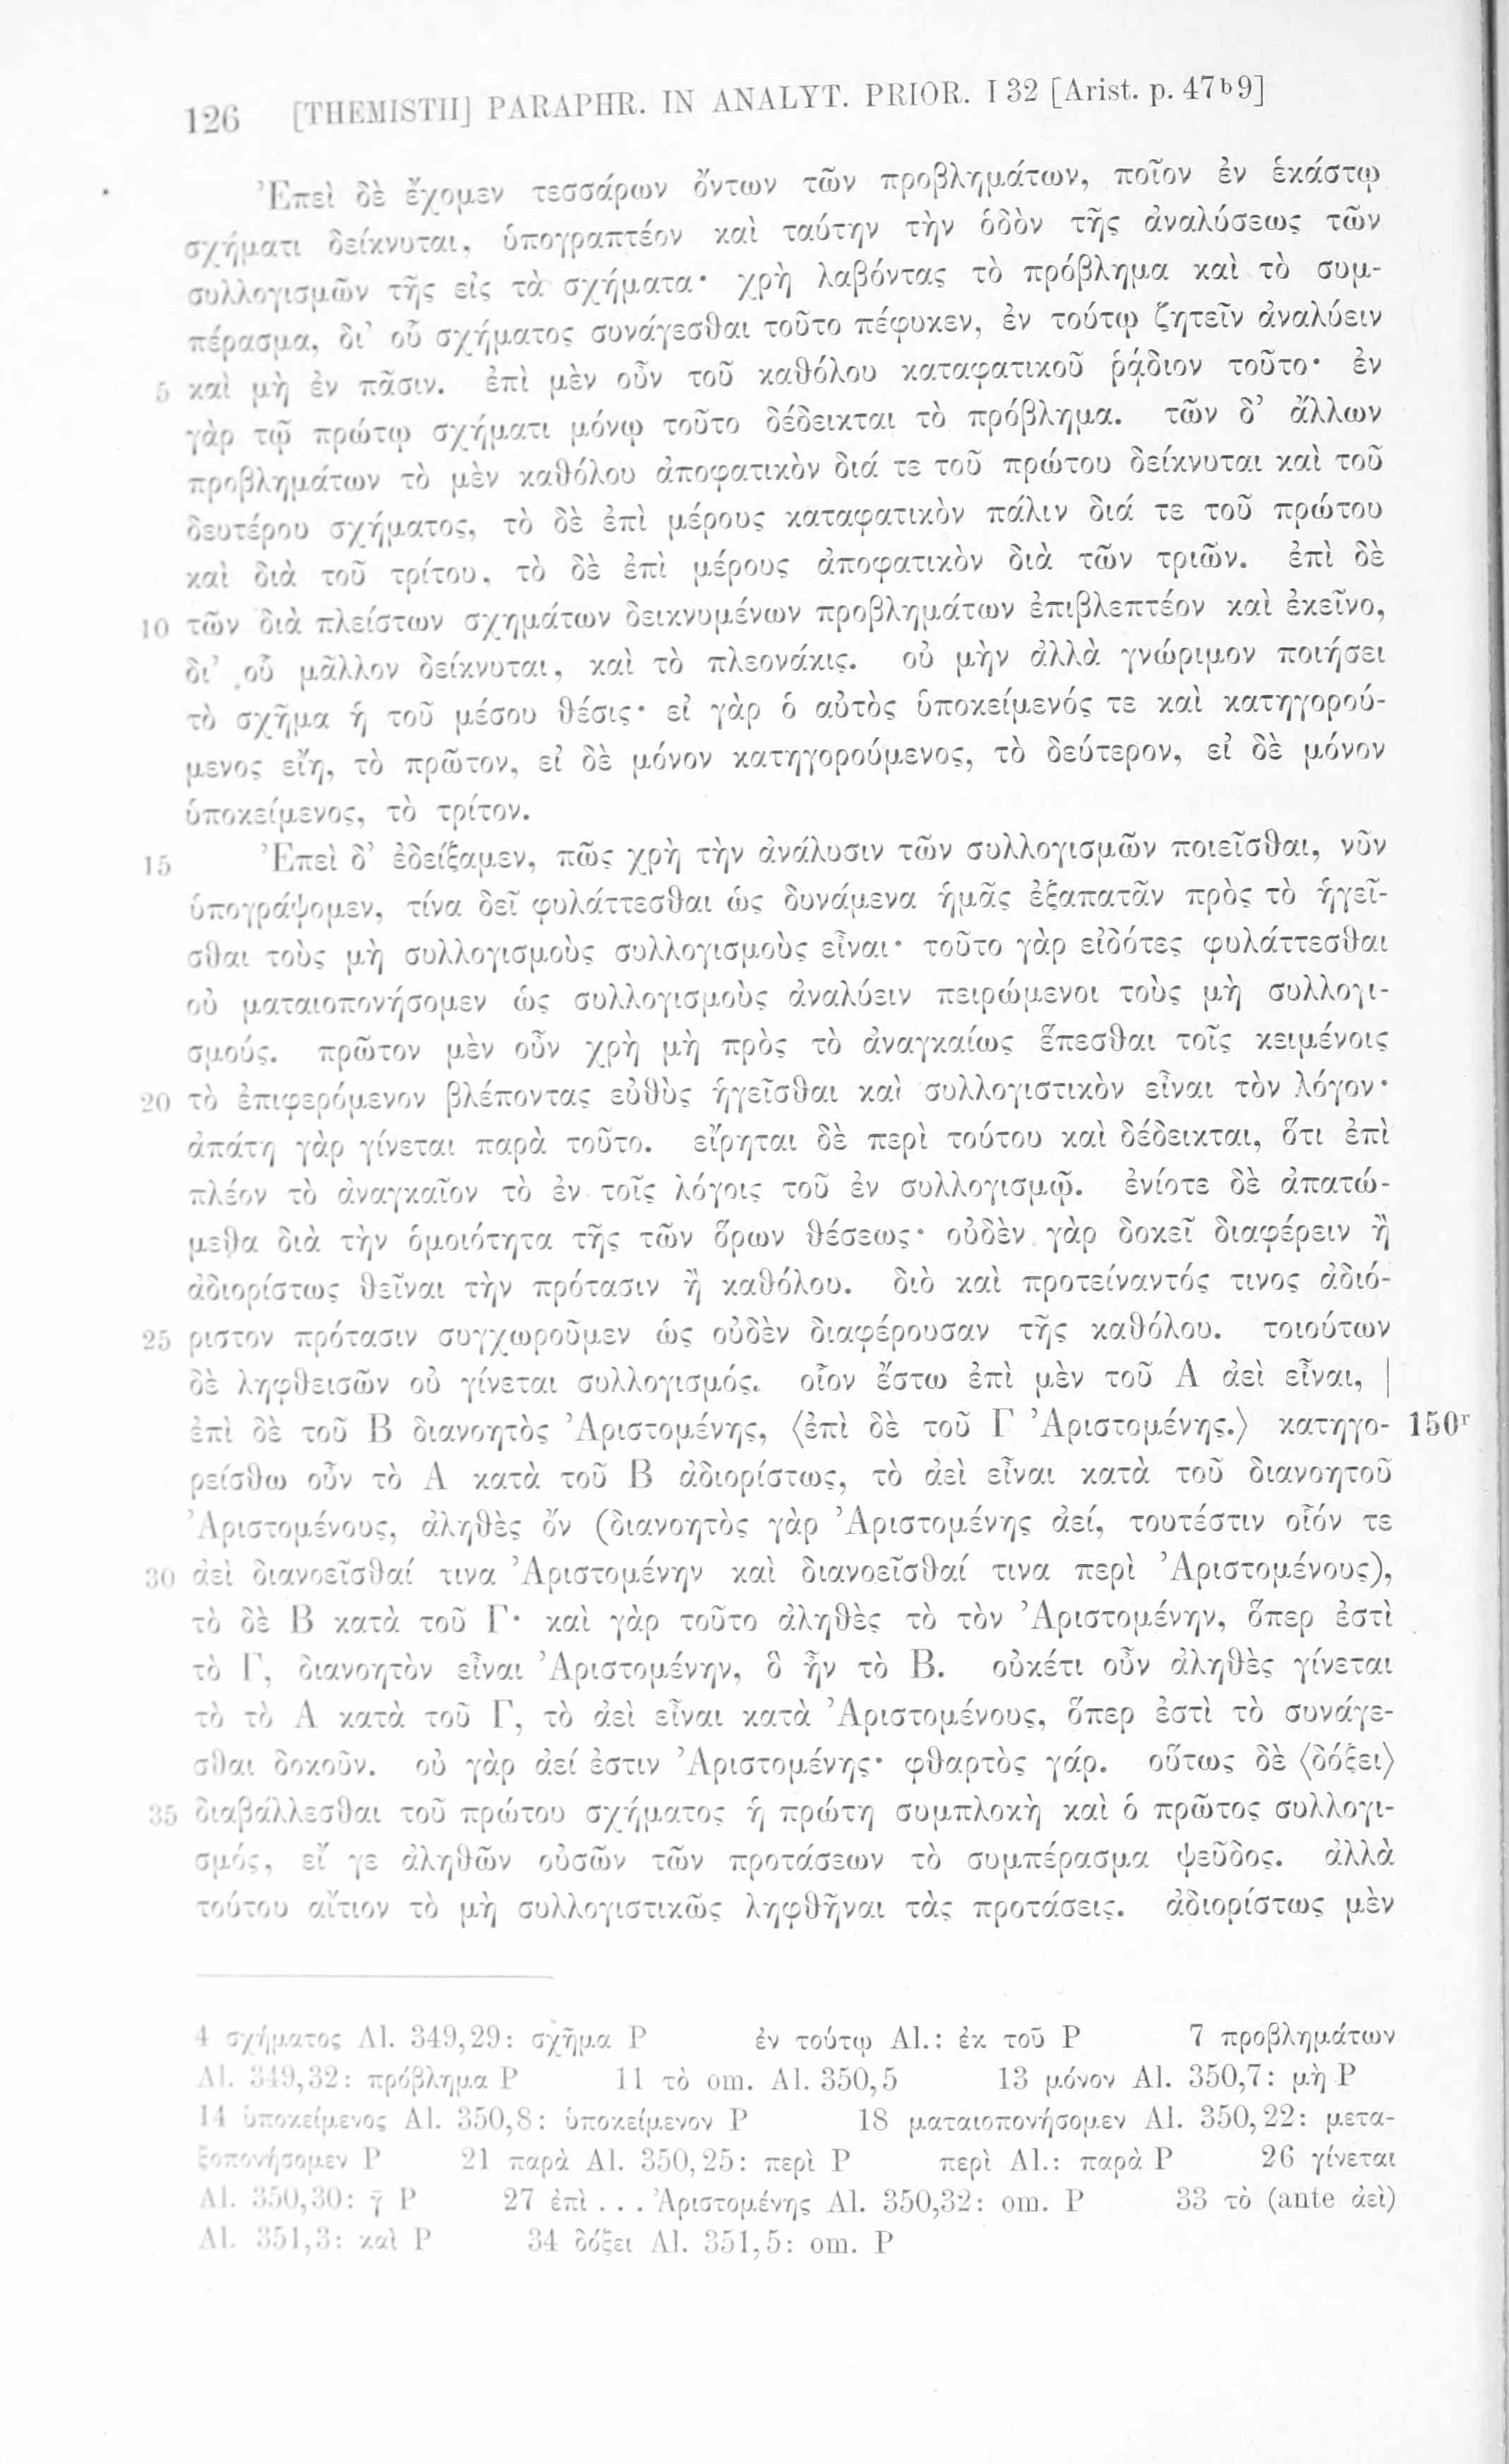 126 [THEMISTII] PARAPHR. IN ANALYT. PRIOR. I 32 [Arist. p. 47b9]
Ἐπεὶ δὲ ἔχομεν τεσσάρων ὄντων τῶν προβλημάτων, ποῖον ἐν ἑκάστῳ
σχήματι δείκνυται, ὑπογραπτέον καὶ ταύτην τὴν ὁδὸν τῆς ἀναλύσεως τῶν
συλλογισμῶν τῆς εἰς τὰ σχήματα· χρὴ λαβόντας τὸ πρόβλημα καὶ τὸ συμ-
πέρασμα, δι’ οὗ σχήματος συνάγεσθαι τοῦτο πέφυκεν, ἐν τούτῳ ζητεῖν ἀναλύειν
5 καὶ μὴ ἐν πᾶσιν. ἐπὶ μὲν οὖν τοῦ καθόλου καταφατικοῦ ῥᾴδιον τοῦτο· ἐν
γὰρ τῷ πρώτῳ σχήματι μόνῳ τοῦτο δέδεικται τὸ πρόβλημα. τῶν δ’ ἄλλων
προβλημάτων τὸ μὲν καθόλου ἀποφατικὸν διά τε τοῦ πρώτου δείκνυται καὶ τοῦ
δευτέρου σχήματος, τὸ δὲ ἐπὶ μέρους καταφατικὸν πάλιν διά τε τοῦ πρώτου
καὶ διὰ τοῦ τρίτου, τὸ δὲ ἐπὶ μέρους ἀποφατικὸν διὰ τῶν τριῶν. ἐπὶ δὲ
10 τῶν διὰ πλείστων σχημάτων δεικνυμένων προβλημάτων ἐπιβλεπτέον καὶ ἐκεῖνο,
δι’ οὗ μᾶλλον δείκνυται, καὶ τὸ πλεονάκις. οὐ μὴν ἀλλὰ γνώριμον ποιήσει
τὸ σχῆμα ἡ τοῦ μέσου θέσις· εἰ γὰρ ὁ αὐτὸς ὑποκείμενός τε καὶ κατηγορού-
μενος εἴη, τὸ πρῶτον, εἰ δὲ μόνον κατηγορούμενος, τὸ δεύτερον, εἰ δὲ μόνον
ὑποκείμενος, τὸ τρίτον.
15 Ἐπεὶ δ’ ἐδείξαμεν, πῶς χρὴ τὴν ἀνάλυσιν τῶν συλλογισμῶν ποιεῖσθαι, νῦν
ὑπογράψομεν, τίνα δεῖ φυλάττεσθαι ὡς δυνάμενα ἡμᾶς ἐξαπατᾶν πρὸς τὸ ἡγεῖ-
σθαι τοὺς μὴ συλλογισμοὺς συλλογισμοὺς εἶναι· τοῦτο γὰρ εἰδότες φυλάττεσθαι
οὐ ματαιοπονήσομεν ὡς συλλογισμοὺς ἀναλύειν πειρώμενοι τοὺς μὴ συλλογι-
σμούς. πρῶτον μὲν οὖν χρὴ μὴ πρὸς τὸ ἀναγκαίως ἕπεσθαι τοῖς κειμένοις
20 τὸ ἐπιφερόμενον βλέποντας εὐθὺς ἡγεῖσθαι καὶ συλλογιστικὸν εἶναι τὸν λόγον·
ἀπάτη γὰρ γίνεται παρὰ τοῦτο. εἴρηται δὲ περὶ τούτου καὶ δέδεικται, ὅτι ἐπὶ
πλέον τὸ ἀναγκαῖον τὸ ἐν τοῖς λόγοις τοῦ ἐν συλλογισμῷ. ἐνίοτε δὲ ἀπατώ-
μεθα διὰ τὴν ὁμοιότητα τῆς τῶν ὅρων θέσεως· οὐδὲν γὰρ δοκεῖ διαφέρειν ἢ
ἀδιορίστως θεῖναι τὴν πρότασιν ἢ καθόλου. διὸ καὶ προτείναντός τινος ἀδιό-
25 ριστον πρότασιν συγχωροῦμεν ὡς οὐδὲν διαφέρουσαν τῆς καθόλου. τοιούτων
δὲ ληφθεισῶν οὐ γίνεται συλλογισμός. οἷον ἔστω ἐπὶ μὲν τοῦ Α ἀεὶ εἶναι, |
ἐπὶ δὲ τοῦ Β διανοητὸς Ἀριστομένης, ⟨ἐπὶ δὲ τοῦ Γ Ἀριστομένης.⟩ κατηγο- 150r
ρείσθω οὖν τὸ Α κατὰ τοῦ Β ἀδιορίστως, τὸ ἀεὶ εἶναι κατὰ τοῦ διανοητοῦ
Ἀριστομένους, ἀληθὲς ὄν (διανοητὸς γὰρ Ἀριστομένης ἀεί, τουτέστιν οἷόν τε
30 ἀεὶ διανοεῖσθαί τινα Ἀριστομένην καὶ διανοεῖσθαί τινα περὶ Ἀριστομένους),
τὸ δὲ Β κατὰ τοῦ Γ· καὶ γὰρ τοῦτο ἀληθὲς τὸ τὸν Ἀριστομένην, ὅπερ ἐστὶ
τὸ Γ, διανοητὸν εἶναι Ἀριστομένην, ὃ ἦν τὸ Β. οὐκέτι οὖν ἀληθὲς γίνεται
τὸ τὸ Α κατὰ τοῦ Γ, τὸ ἀεὶ εἶναι κατὰ Ἀριστομένους, ὅπερ ἐστὶ τὸ συνάγε-
σθαι δοκοῦν. οὐ γὰρ ἀεί ἐστιν Ἀριστομένης· φθαρτὸς γάρ. οὕτως δὲ ⟨δόξει⟩
35 διαβάλλεσθαι τοῦ πρώτου σχήματος ἡ πρώτη συμπλοκὴ καὶ ὁ πρῶτος συλλογι-
σμός, εἴ γε ἀληθῶν οὐσῶν τῶν προτάσεων τὸ συμπέρασμα ψεῦδος. ἀλλὰ
τούτου αἴτιον τὸ μὴ συλλογιστικῶς ληφθῆναι τὰς προτάσεις. ἀδιορίστως μὲν
4 σχήματος Al. 349,29: σχῆμα P ἐν τούτῳ Al.: ἐκ τοῦ P 7 προβλημάτων
Al. 349,32: πρόβλημα P 11 τὸ om. Al. 350,5 13 μόνον Al. 350,7: μὴ P
14 ὑποκείμενος Al. 350,8: ὑποκείμενον P 18 ματαιοπονήσομεν Al. 350,22: μετα-
ξοπονήσομεν P 21 παρὰ Al. 350,25: περὶ P περὶ Al.: παρὰ P 26 γίνεται
Al. 350,30: γ̄ P 27 ἐπὶ ... Ἀριστομένης Al. 350,32: om. P 33 τὸ (ante ἀεὶ)
Al. 351,3: καὶ P 34 δόξει Al. 351,5: om. P